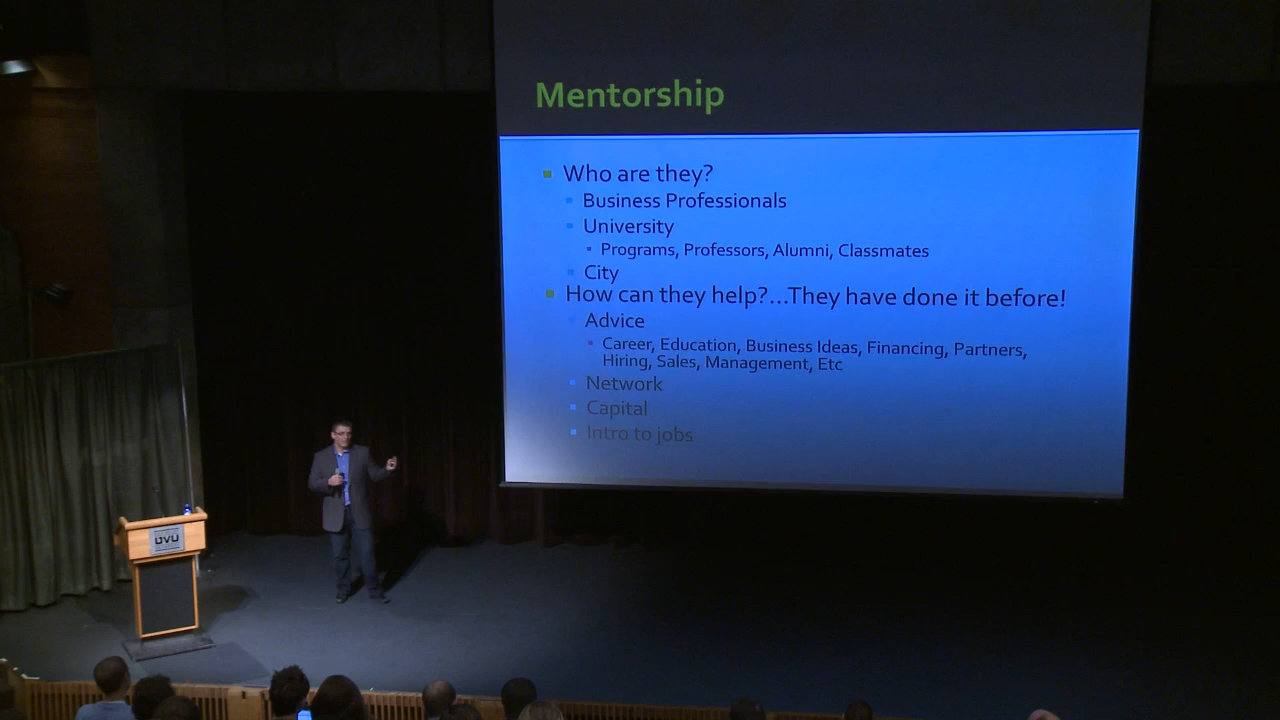 Mentorship
Who are they?
Business Professionals
University
Programs, Professors, Alumni, Classmates
City
How can they help?...They have done it before!
Advice
Career, Education, Business Ideas, Financing, Partners,
Hiring, Sales, Management, Etc
Network
Capital
Intro to jobs
UVU